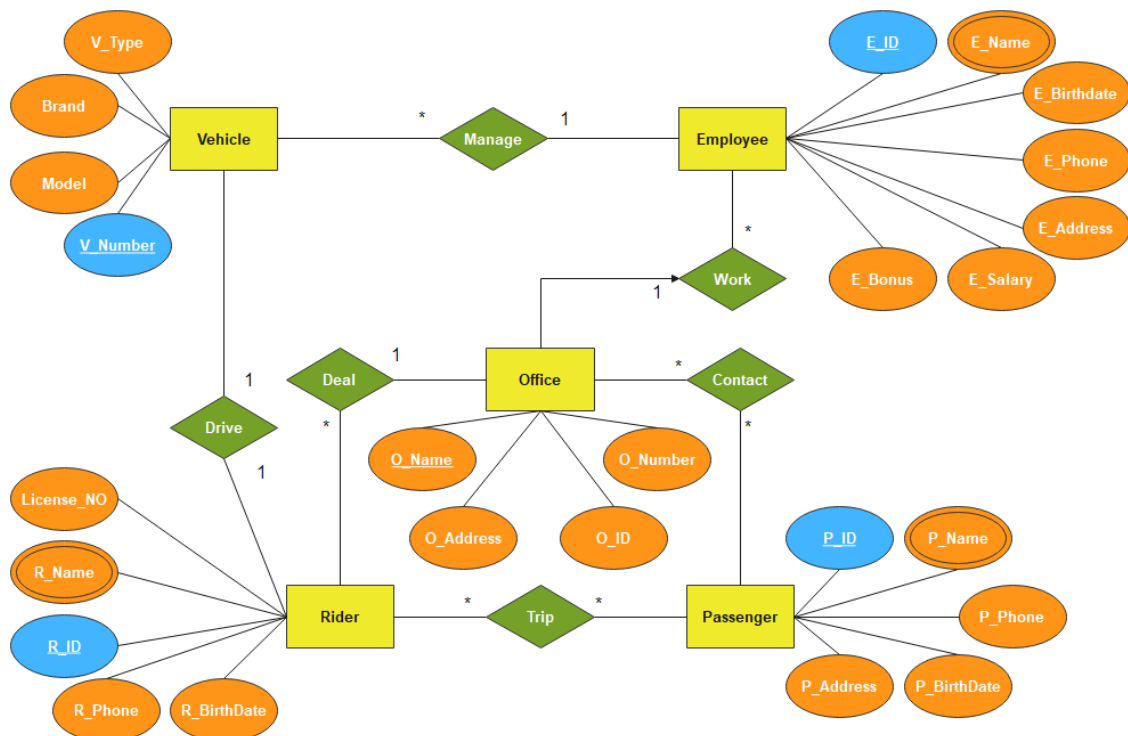 V_Type
E_ID
E_Name
Brand
E_Birthdate
Vehicle
*
Manage
1
Employee
E_Phone
Model
V_Number
E_Address
*
E_Bonus
E_Salary
1
Work
1
Deal
1
Office
*
Contact
*
*
Drive
1
O_Name
O_Number
License_NO
O_Address
O_ID
P_ID
P_Name
R_Name
Rider
*
Trip
*
Passenger
P_Phone
R_ID
R_Phone
R_BirthDate
P_Address
P_BirthDate